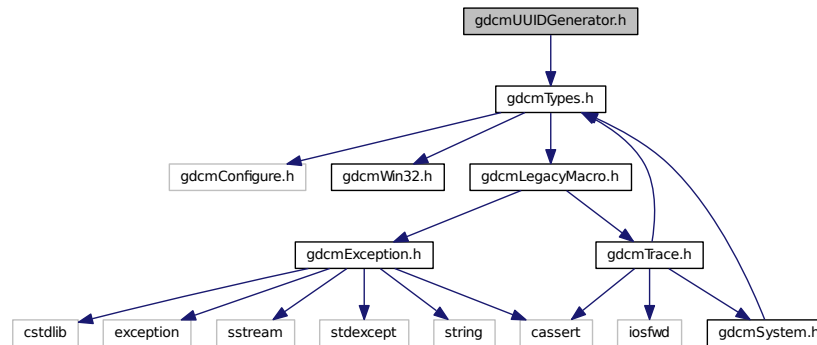 gdcmUUIDGenerator.h
gdcmTypes.h
gdcmConfigure.h
gdcmWin32.h
gdcmLegacyMacro.h
gdcmException.h
gdcmTrace.h
cstdlib
exception
sstream
stdexcept
string
cassert
iosfwd
gdcmSystem.h